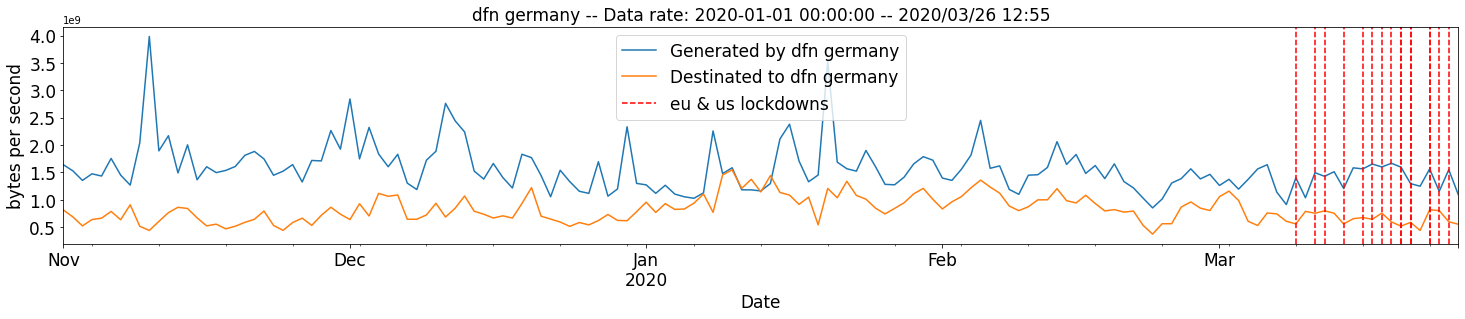 dfn germany -- Data rate: 2020-01-01 00:00:00 -- 2020/03/26 12:55
1e9
Generated by dfn germany
Destinated to dfn germany
eu & us lockdowns
bytes per second
4.0
3.5
3.0
2.5
2.0
1.5
1.0
0.5
Nov Dec Jan Feb Mar
2020
Date